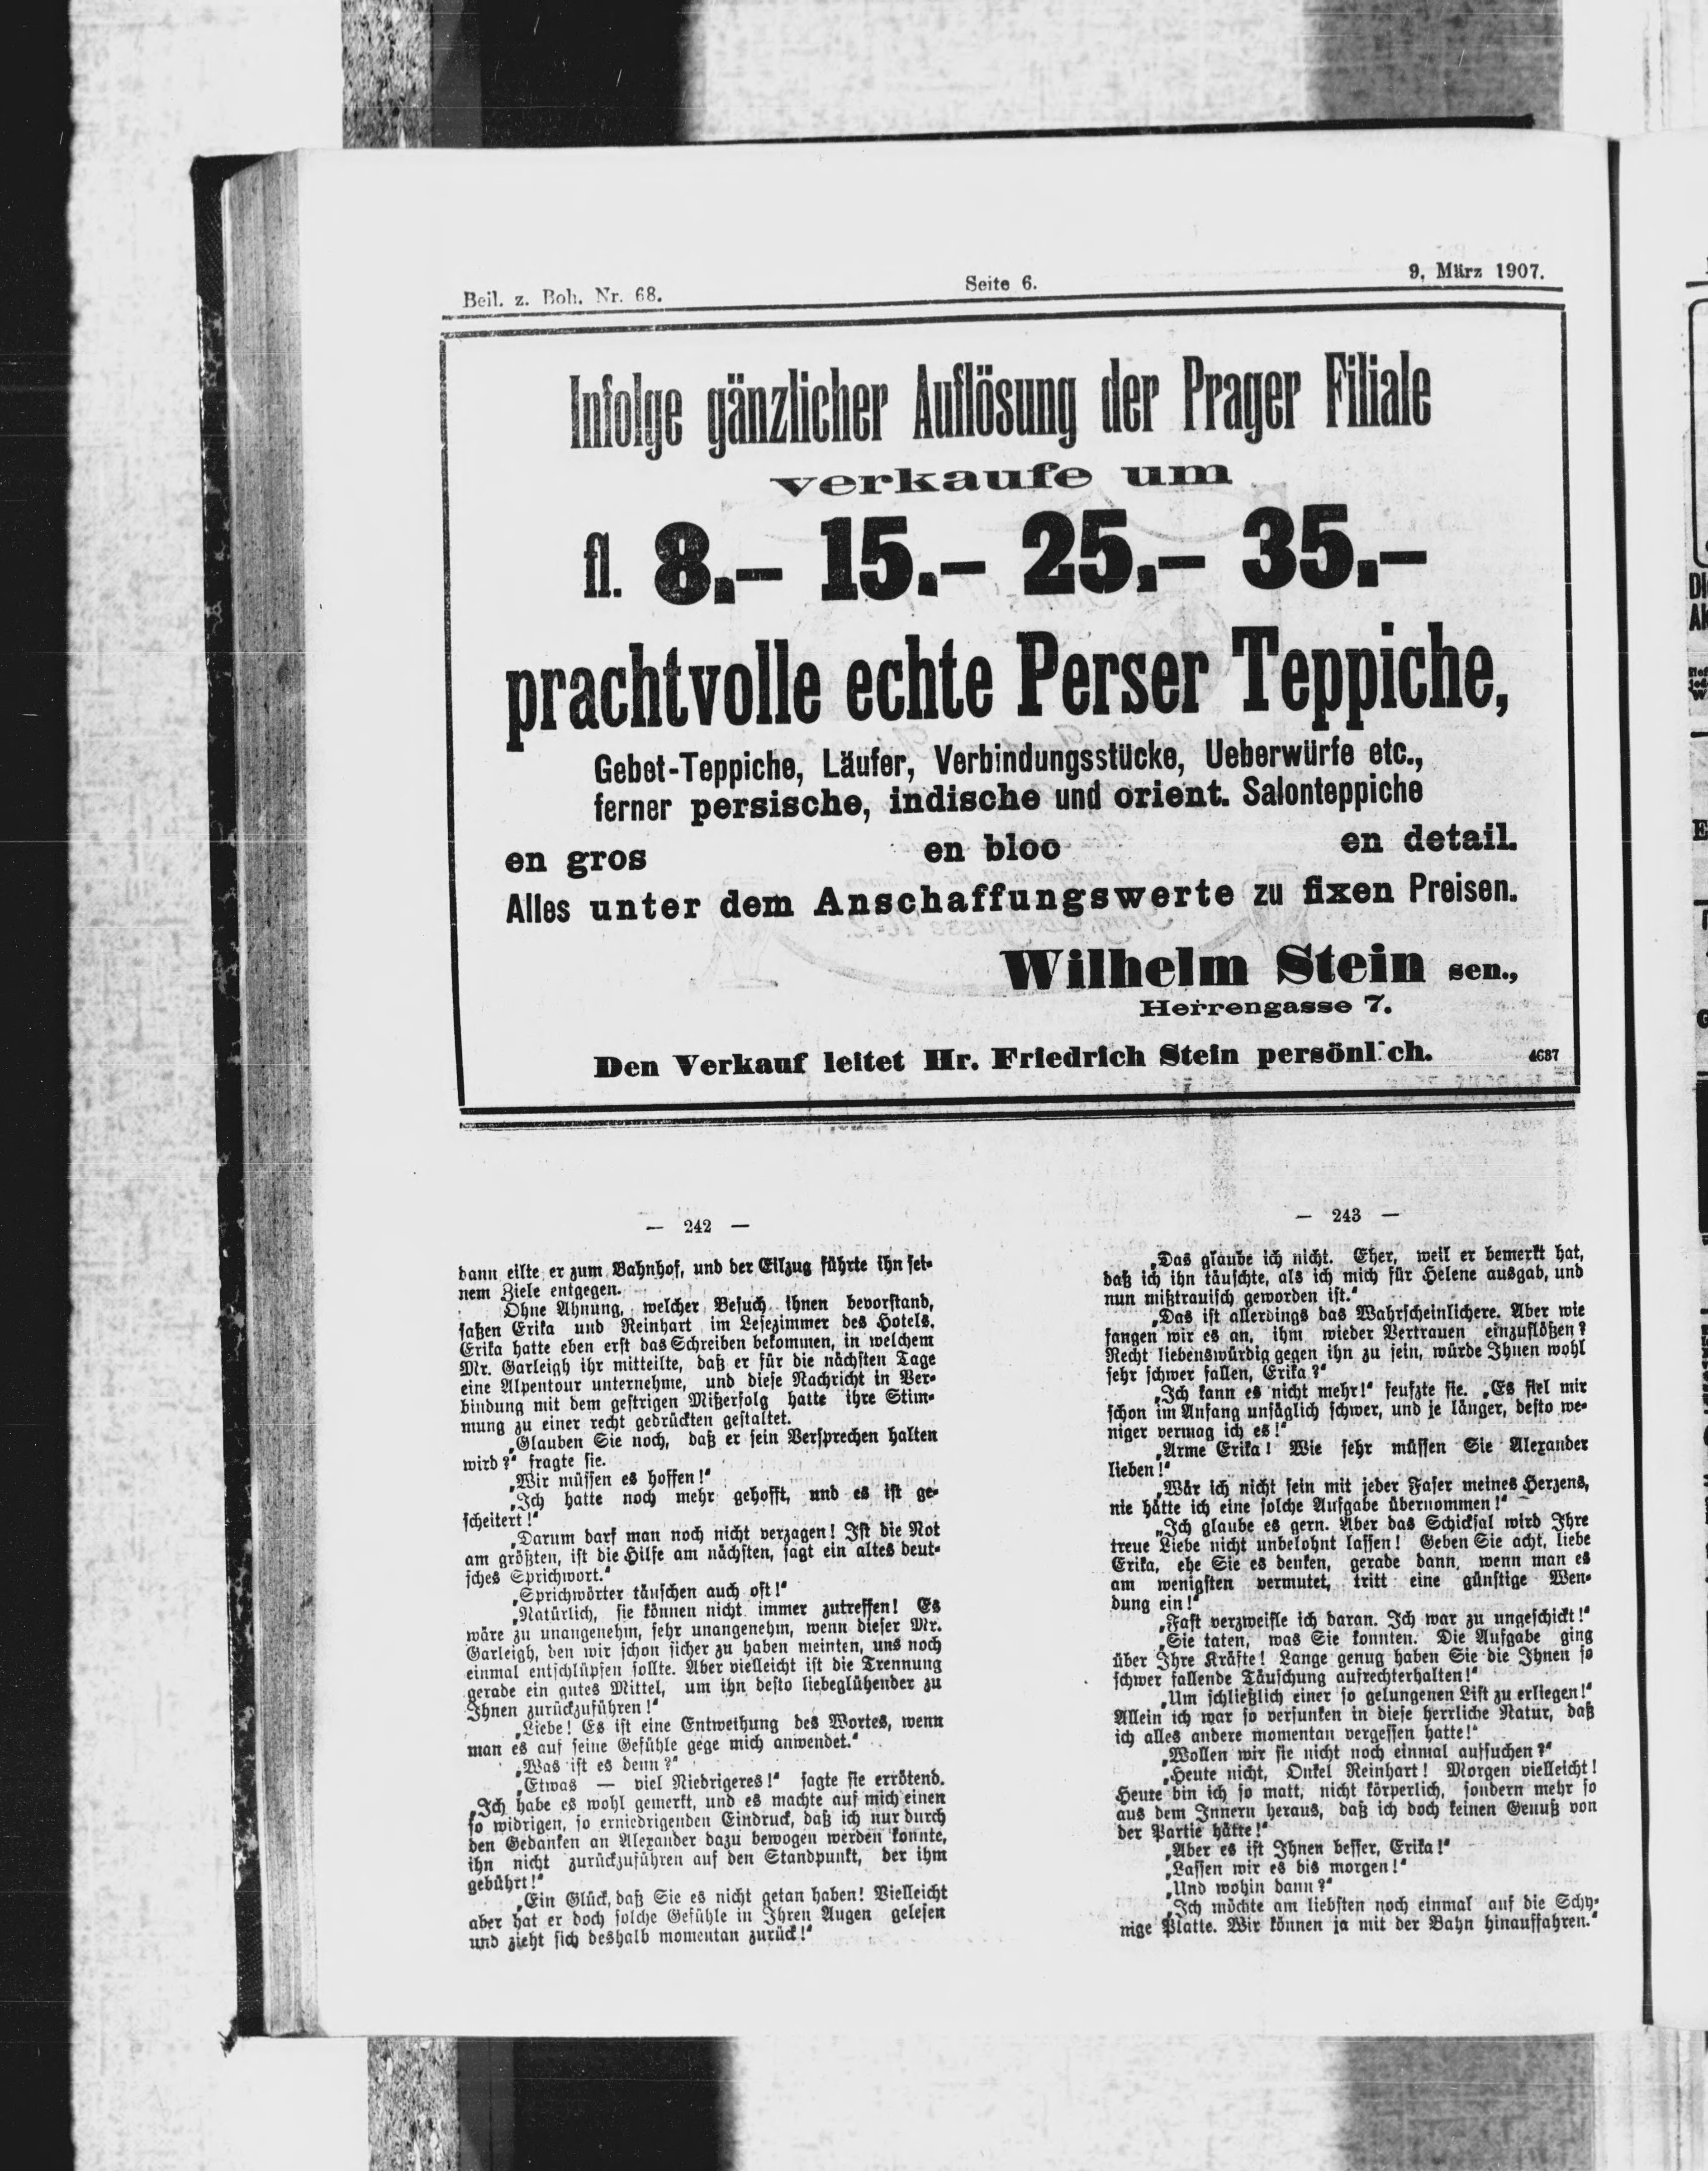 Beil. z. Boh. Nr. 68.
Seite 6.
9. März 1907.
Infolge gänzlicher Auflösung der Prager Filiale
verkaufe um
fl. 8.– 15.– 25.– 35.–
prachtvolle echte Perser Teppiche,
Gebet-Teppiche, Läufer, Verbindungsstücke, Ueberwürfe etc.,
ferner persische, indische und orient. Salonteppiche
en gros en bloc en detail.
Alles unter dem Anschaffungswerte zu fixen Preisen.
Wilhelm Stein sen.,
Herrengasse 7.
Den Verkauf leitet Hr. Friedrich Stein persönlich.
4687
— 242 —
dann eilte er zum Bahnhof, und der Eilzug führte ihn sei-
nem Ziele entgegen.
Ohne Ahnung, welcher Besuch ihnen bevorstand,
saßen Erika und Reinhart im Lesezimmer des Hotels.
Erika hatte eben erst das Schreiben bekommen, in welchem
Mr. Garleigh ihr mitteilte, daß er für die nächsten Tage
eine Alpentour unternehme, und diese Nachricht in Ver-
bindung mit dem gestrigen Mißerfolg hatte ihre Stim-
mung zu einer recht gedrückten gestaltet.
„Glauben Sie noch, daß er sein Versprechen halten
wird?“ fragte sie.
„Wir müssen es hoffen!“
„Ich hatte noch mehr gehofft, und es ist ge-
scheitert!“
„Darum darf man noch nicht verzagen! Ist die Not
am größten, ist die Hilfe am nächsten, sagt ein altes deut-
sches Sprichwort.“
„Sprichwörter täuschen auch oft!“
„Natürlich, sie können nicht immer zutreffen! Es
wäre zu unangenehm, sehr unangenehm, wenn dieser Mr.
Garleigh, den wir schon sicher zu haben meinten, uns noch
einmal entschlüpfen sollte. Aber vielleicht ist die Trennung
gerade ein gutes Mittel, um ihn desto liebeglühender zu
Ihnen zurückzuführen!“
„Liebe! Es ist eine Entweihung des Wortes, wenn
man es auf seine Gefühle gege mich anwendet.“
„Was ist es denn?“
„Etwas — viel Niedrigeres!“ sagte sie errötend.
„Ich habe es wohl gemerkt, und es machte auf mich einen
so widrigen, so erniedrigenden Eindruck, daß ich nur durch
den Gedanken an Alexander dazu bewogen werden konnte,
ihn nicht zurückzuführen auf den Standpunkt, der ihm
gebührt!“
„Ein Glück, daß Sie es nicht getan haben! Vielleicht
aber hat er doch solche Gefühle in Ihren Augen gelesen
und zieht sich deshalb momentan zurück!“
— 243 —
„Das glaube ich nicht. Eher, weil er bemerkt hat,
daß ich ihn täuschte, als ich mich für Helene ausgab, und
nun mißtrauisch geworden ist.“
„Das ist allerdings das Wahrscheinlichere. Aber wie
fangen wir es an, ihm wieder Vertrauen einzuflößen?
Recht liebenswürdig gegen ihn zu sein, würde Ihnen wohl
sehr schwer fallen, Erika?“
„Ich kann es nicht mehr!“ seufzte sie. „Es fiel mir
schon im Anfang unsäglich schwer, und je länger, desto we-
niger vermag ich es!“
„Arme Erika! Wie sehr müssen Sie Alexander
lieben!“
„Wär ich nicht sein mit jeder Faser meines Herzens,
nie hätte ich eine solche Aufgabe übernommen!“
„Ich glaube es gern. Aber das Schicksal wird Ihre
treue Liebe nicht unbelohnt lassen! Geben Sie acht, liebe
Erika, ehe Sie es denken, gerade dann, wenn man es
am wenigsten vermutet, tritt eine günstige Wen-
dung ein!“
„Fast verzweifle ich daran. Ich war zu ungeschickt!“
„Sie taten, was Sie konnten. Die Aufgabe ging
über Ihre Kräfte! Lange genug haben Sie die Ihnen so
schwer fallende Täuschung aufrechterhalten!“
„Um schließlich einer so gelungenen List zu erliegen!“
Allein ich war so versunken in diese herrliche Natur, daß
ich alles andere momentan vergessen hatte!“
„Wollen wir sie nicht noch einmal aufsuchen?“
„Heute nicht, Onkel Reinhart! Morgen vielleicht!
Heute bin ich so matt, nicht körperlich, sondern mehr so
aus dem Innern heraus, daß ich doch keinen Genuß von
der Partie hätte!“
„Aber es ist Ihnen besser, Erika!“
„Lassen wir es bis morgen!“
„Und wohin dann?“
„Ich möchte am liebsten noch einmal auf die Schy-
nige Platte. Wir können ja mit der Bahn hinauffahren.“